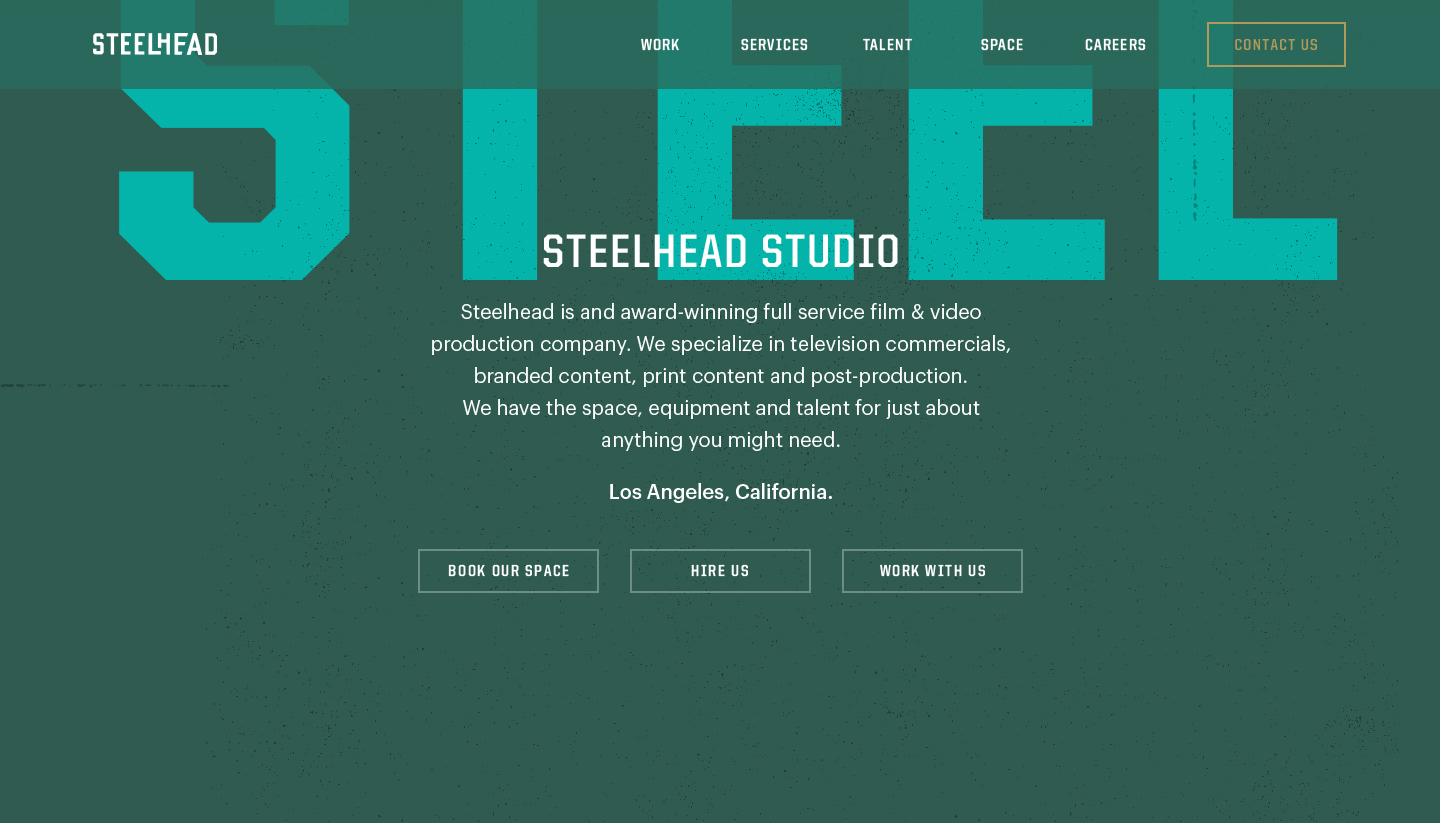 STEEL
STEELHEAD
WORK
SERVICES
TALENT
SPACE
CAREERS
CONTACT US
STEELHEAD STUDIO
Steelhead is and award-winning full service film & video
production company. We specialize in television commercials,
branded content, print content and post-production.
We have the space, equipment and talent for just about
anything you might need.
Los Angeles, California.
BOOK OUR SPACE
HIRE US
WORK WITH US